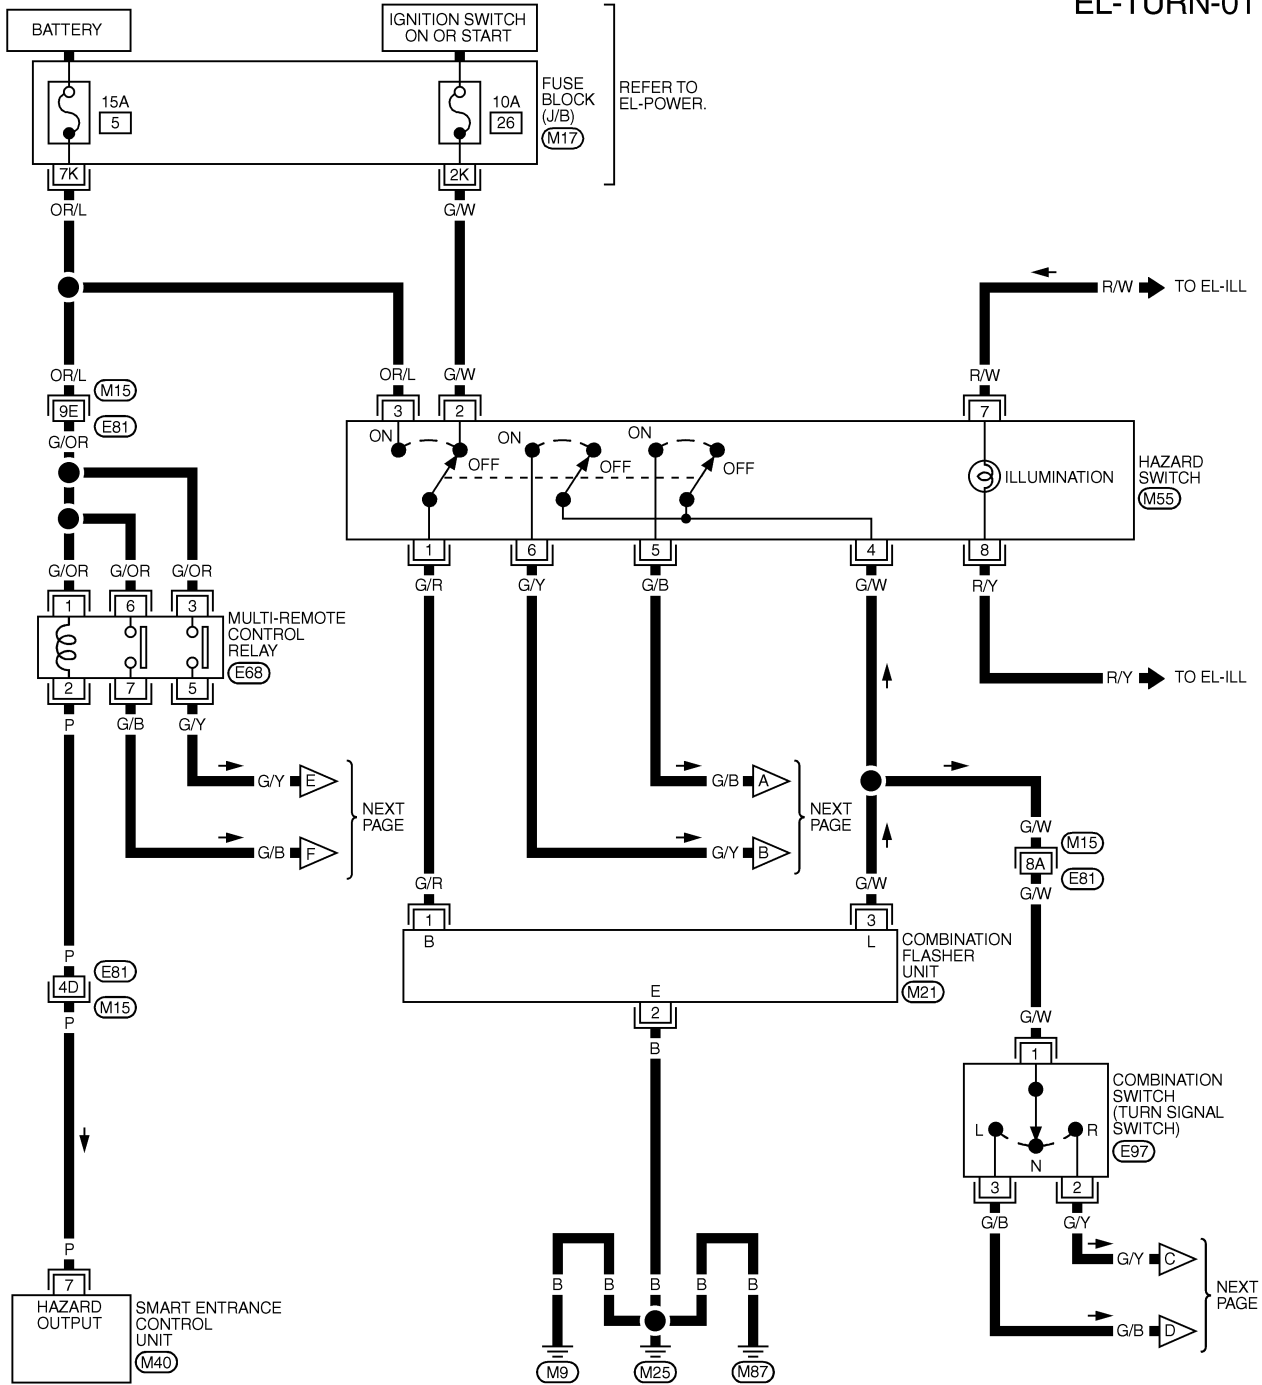 EL-TURN-01
BATTERY
IGNITION SWITCH
ON OR START
15A
5
10A
26
FUSE
BLOCK
(J/B)
M17
REFER TO
EL-POWER.
7K
2K
OR/L
G/W
R/W
TO EL-ILL
OR/L
M15
9E
E81
G/OR
OR/L
G/W
R/W
3
2
7
ON
OFF
ON
OFF
ON
OFF
ILLUMINATION
HAZARD
SWITCH
M55
1
6
5
4
8
G/R
G/Y
G/B
G/W
R/Y
G/OR
G/OR
G/OR
1
6
3
MULTI-REMOTE
CONTROL
RELAY
E68
2
7
5
P
G/B
G/Y
R/Y
TO EL-ILL
G/Y
E
G/B
F
NEXT
PAGE
G/B
A
G/Y
B
NEXT
PAGE
G/W
M15
8A
E81
G/W
G/R
G/W
1
3
B
L
E
2
COMBINATION
FLASHER
UNIT
M21
B
P
E81
4D
M15
P
G/W
1
L
R
N
COMBINATION
SWITCH
(TURN SIGNAL
SWITCH)
E97
3
2
G/B
G/Y
G/Y
C
G/B
D
NEXT
PAGE
P
7
HAZARD
OUTPUT
SMART ENTRANCE
CONTROL
UNIT
M40
B
B
B
B
B
M9
M25
M87